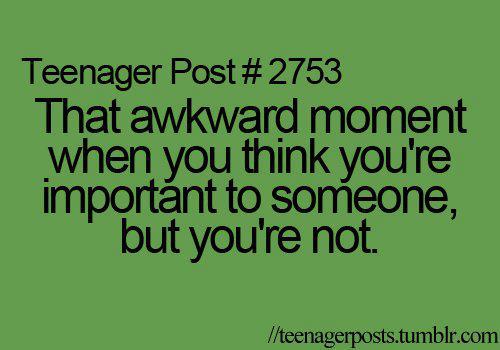 Teenager Post # 2753
That awkward moment
when you think you're
important to someone,
but you're not.
//teenagerposts.tumblr.com